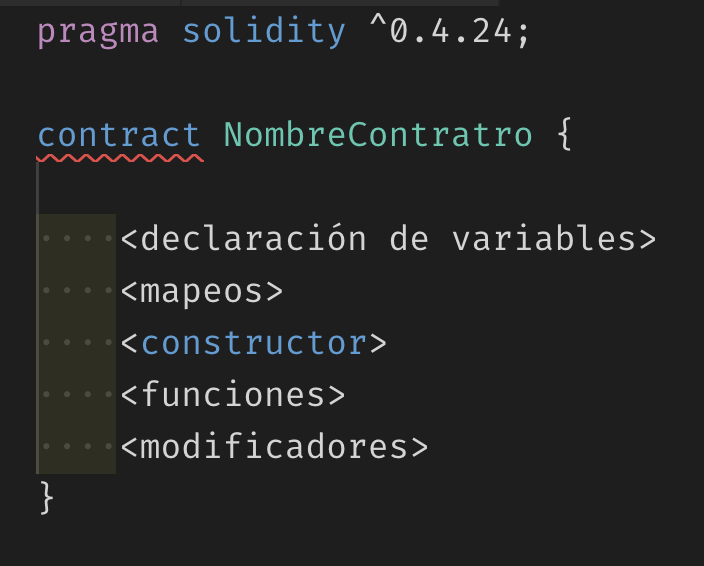 pragma solidity ^0.4.24;
contract NombreContratro {
<declaración de variables>
<mapeos>
<constructor>
<funciones>
<modificadores>
}